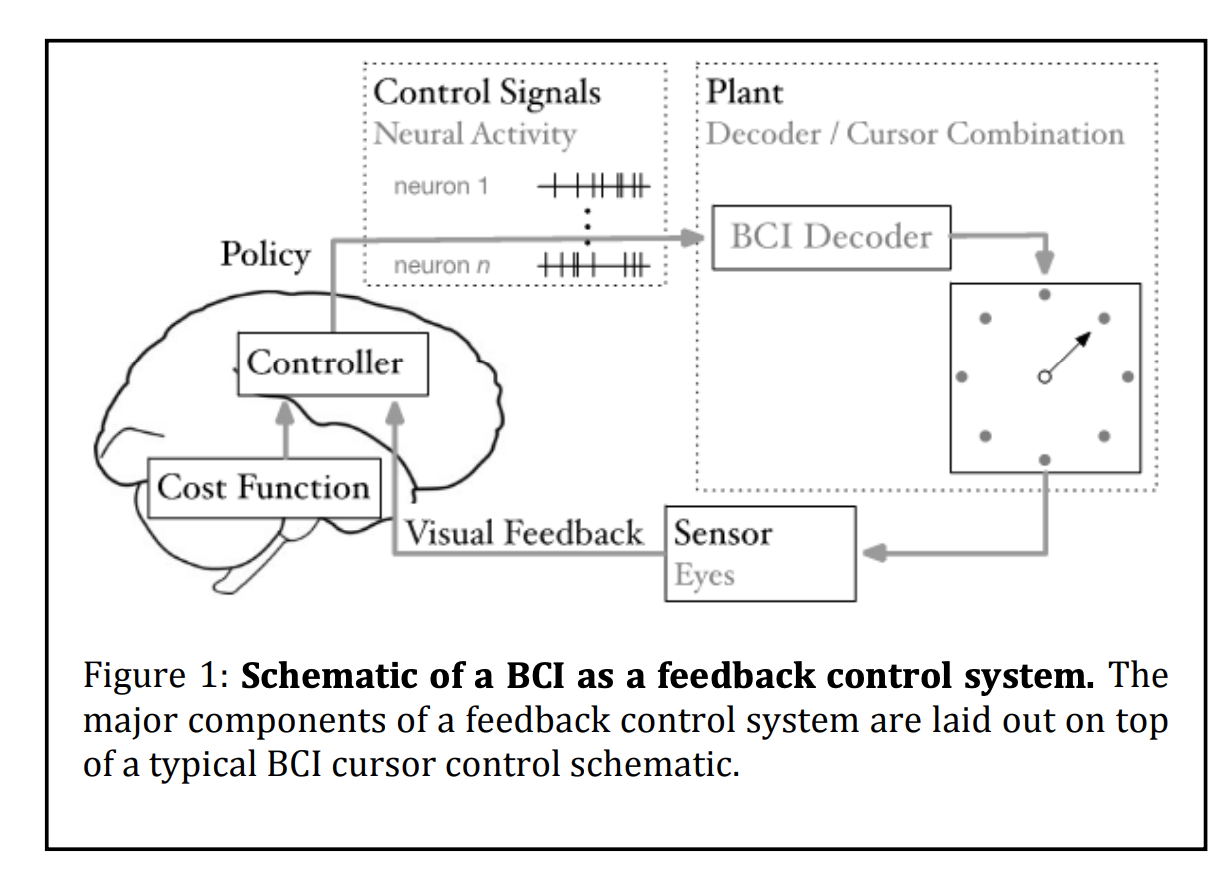 Control Signals
Neural Activity
neuron 1
neuron n
Plant
Decoder / Cursor Combination
BCI Decoder
Policy
Controller
Cost Function
Visual Feedback
Sensor
Eyes
Figure 1: Schematic of a BCI as a feedback control system. The
major components of a feedback control system are laid out on top
of a typical BCI cursor control schematic.